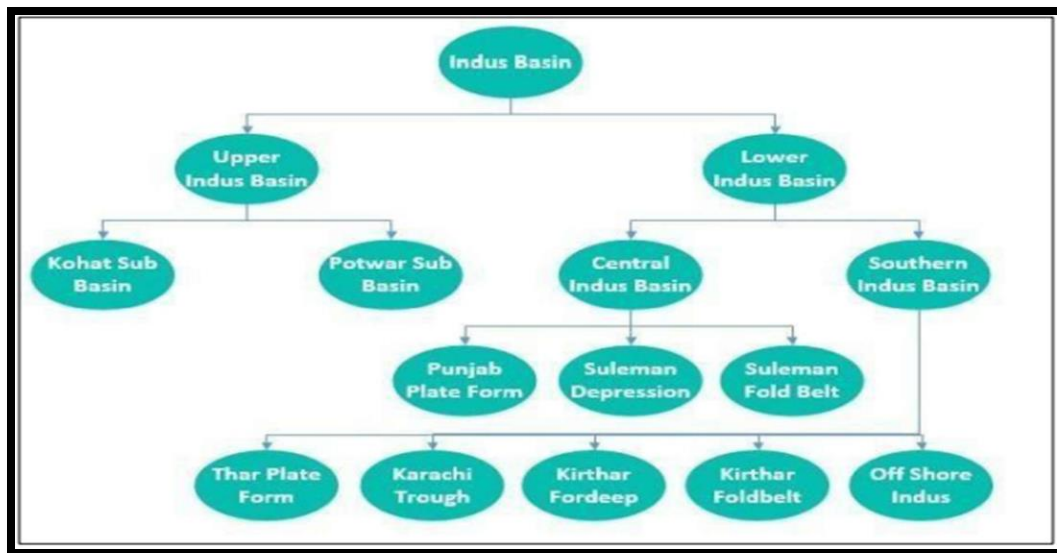 Indus Basin
Upper
Indus Basin
Lower
Indus Basin
Kohat Sub
Basin
Potwar Sub
Basin
Central
Indus Basin
Southern
Indus Basin
Punjab
Plate Form
Suleman
Depression
Suleman
Fold Belt
Thar Plate
Form
Karachi
Trough
Kirthar
Fordeep
Kirthar
Foldbelt
Off Shore
Indus